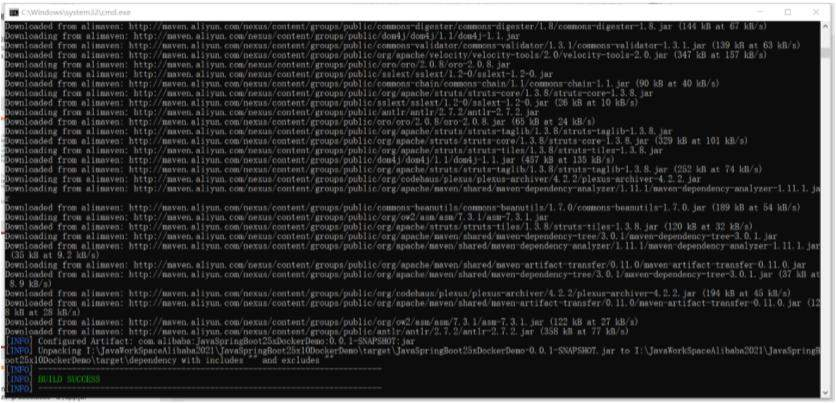 C:\Windows\system32\cmd.exe
Downloaded from alimaven: http://maven.aliyun.com/nexus/content/groups/public/commons-digester/commons-digester/1.8/commons-digester-1.8.jar (144 kB at 67 kB/s)
Downloading from alimaven: http://maven.aliyun.com/nexus/content/groups/public/dom4j/dom4j/1.1/dom4j-1.1.jar
Downloaded from alimaven: http://maven.aliyun.com/nexus/content/groups/public/commons-validator/commons-validator/1.3.1/commons-validator-1.3.1.jar (139 kB at 63 kB/s)
Downloaded from alimaven: http://maven.aliyun.com/nexus/content/groups/public/org/apache/velocity/velocity-tools/2.0/velocity-tools-2.0.jar (347 kB at 157 kB/s)
Downloading from alimaven: http://maven.aliyun.com/nexus/content/groups/public/oro/oro/2.0.8/oro-2.0.8.jar
Downloading from alimaven: http://maven.aliyun.com/nexus/content/groups/public/sslext/sslext/1.2-0/sslext-1.2-0.jar
Downloaded from alimaven: http://maven.aliyun.com/nexus/content/groups/public/commons-chain/commons-chain/1.1/commons-chain-1.1.jar (90 kB at 40 kB/s)
Downloading from alimaven: http://maven.aliyun.com/nexus/content/groups/public/org/apache/struts/struts-core/1.3.8/struts-core-1.3.8.jar
Downloaded from alimaven: http://maven.aliyun.com/nexus/content/groups/public/sslext/sslext/1.2-0/sslext-1.2-0.jar (26 kB at 10 kB/s)
Downloading from alimaven: http://maven.aliyun.com/nexus/content/groups/public/antlr/antlr/2.7.2/antlr-2.7.2.jar
Downloaded from alimaven: http://maven.aliyun.com/nexus/content/groups/public/oro/oro/2.0.8/oro-2.0.8.jar (65 kB at 24 kB/s)
Downloading from alimaven: http://maven.aliyun.com/nexus/content/groups/public/org/apache/struts/struts-taglib/1.3.8/struts-taglib-1.3.8.jar
Downloaded from alimaven: http://maven.aliyun.com/nexus/content/groups/public/org/apache/struts/struts-core/1.3.8/struts-core-1.3.8.jar (329 kB at 101 kB/s)
Downloading from alimaven: http://maven.aliyun.com/nexus/content/groups/public/org/apache/struts/struts-tiles/1.3.8/struts-tiles-1.3.8.jar
Downloaded from alimaven: http://maven.aliyun.com/nexus/content/groups/public/dom4j/dom4j/1.1/dom4j-1.1.jar (457 kB at 135 kB/s)
Downloaded from alimaven: http://maven.aliyun.com/nexus/content/groups/public/org/apache/struts/struts-taglib/1.3.8/struts-taglib-1.3.8.jar (252 kB at 74 kB/s)
Downloading from alimaven: http://maven.aliyun.com/nexus/content/groups/public/org/codehaus/plexus/plexus-archiver/4.2.2/plexus-archiver-4.2.2.jar
Downloading from alimaven: http://maven.aliyun.com/nexus/content/groups/public/org/apache/maven/shared/maven-dependency-analyzer/1.11.1/maven-dependency-analyzer-1.11.1.jar
Downloaded from alimaven: http://maven.aliyun.com/nexus/content/groups/public/commons-beanutils/commons-beanutils/1.7.0/commons-beanutils-1.7.0.jar (189 kB at 54 kB/s)
Downloading from alimaven: http://maven.aliyun.com/nexus/content/groups/public/org/ow2/asm/asm/7.3.1/asm-7.3.1.jar
Downloaded from alimaven: http://maven.aliyun.com/nexus/content/groups/public/org/apache/struts/struts-tiles/1.3.8/struts-tiles-1.3.8.jar (120 kB at 32 kB/s)
Downloading from alimaven: http://maven.aliyun.com/nexus/content/groups/public/org/apache/maven/shared/maven-dependency-tree/3.0.1/maven-dependency-tree-3.0.1.jar
Downloaded from alimaven: http://maven.aliyun.com/nexus/content/groups/public/org/apache/maven/shared/maven-dependency-analyzer/1.11.1/maven-dependency-analyzer-1.11.1.jar
(35 kB at 9.2 kB/s)
Downloading from alimaven: http://maven.aliyun.com/nexus/content/groups/public/org/apache/maven/shared/maven-artifact-transfer/0.11.0/maven-artifact-transfer-0.11.0.jar
Downloaded from alimaven: http://maven.aliyun.com/nexus/content/groups/public/org/apache/maven/shared/maven-dependency-tree/3.0.1/maven-dependency-tree-3.0.1.jar (37 kB at
8.9 kB/s)
Downloaded from alimaven: http://maven.aliyun.com/nexus/content/groups/public/org/codehaus/plexus/plexus-archiver/4.2.2/plexus-archiver-4.2.2.jar (194 kB at 45 kB/s)
Downloaded from alimaven: http://maven.aliyun.com/nexus/content/groups/public/org/apache/maven/shared/maven-artifact-transfer/0.11.0/maven-artifact-transfer-0.11.0.jar (12
8 kB at 28 kB/s)
Downloaded from alimaven: http://maven.aliyun.com/nexus/content/groups/public/org/ow2/asm/asm/7.3.1/asm-7.3.1.jar (122 kB at 27 kB/s)
Downloaded from alimaven: http://maven.aliyun.com/nexus/content/groups/public/antlr/antlr/2.7.2/antlr-2.7.2.jar (358 kB at 77 kB/s)
[INFO] Configured Artifact: com.alibaba:JavaSpringBoot25xDockerDemo:0.0.1-SNAPSHOT:jar
[INFO] Unpacking I:\JavaWorkSpaceAlibaba2021\JavaSpringBoot25x10DockerDemo\target\JavaSpringBoot25xDockerDemo-0.0.1-SNAPSHOT.jar to I:\JavaWorkSpaceAlibaba2021\JavaSpringB
oot25x10DockerDemo\target\dependency with includes "" and excludes ""
[INFO] ------------------------------------------------------------------------
[INFO] BUILD SUCCESS
[INFO] ------------------------------------------------------------------------